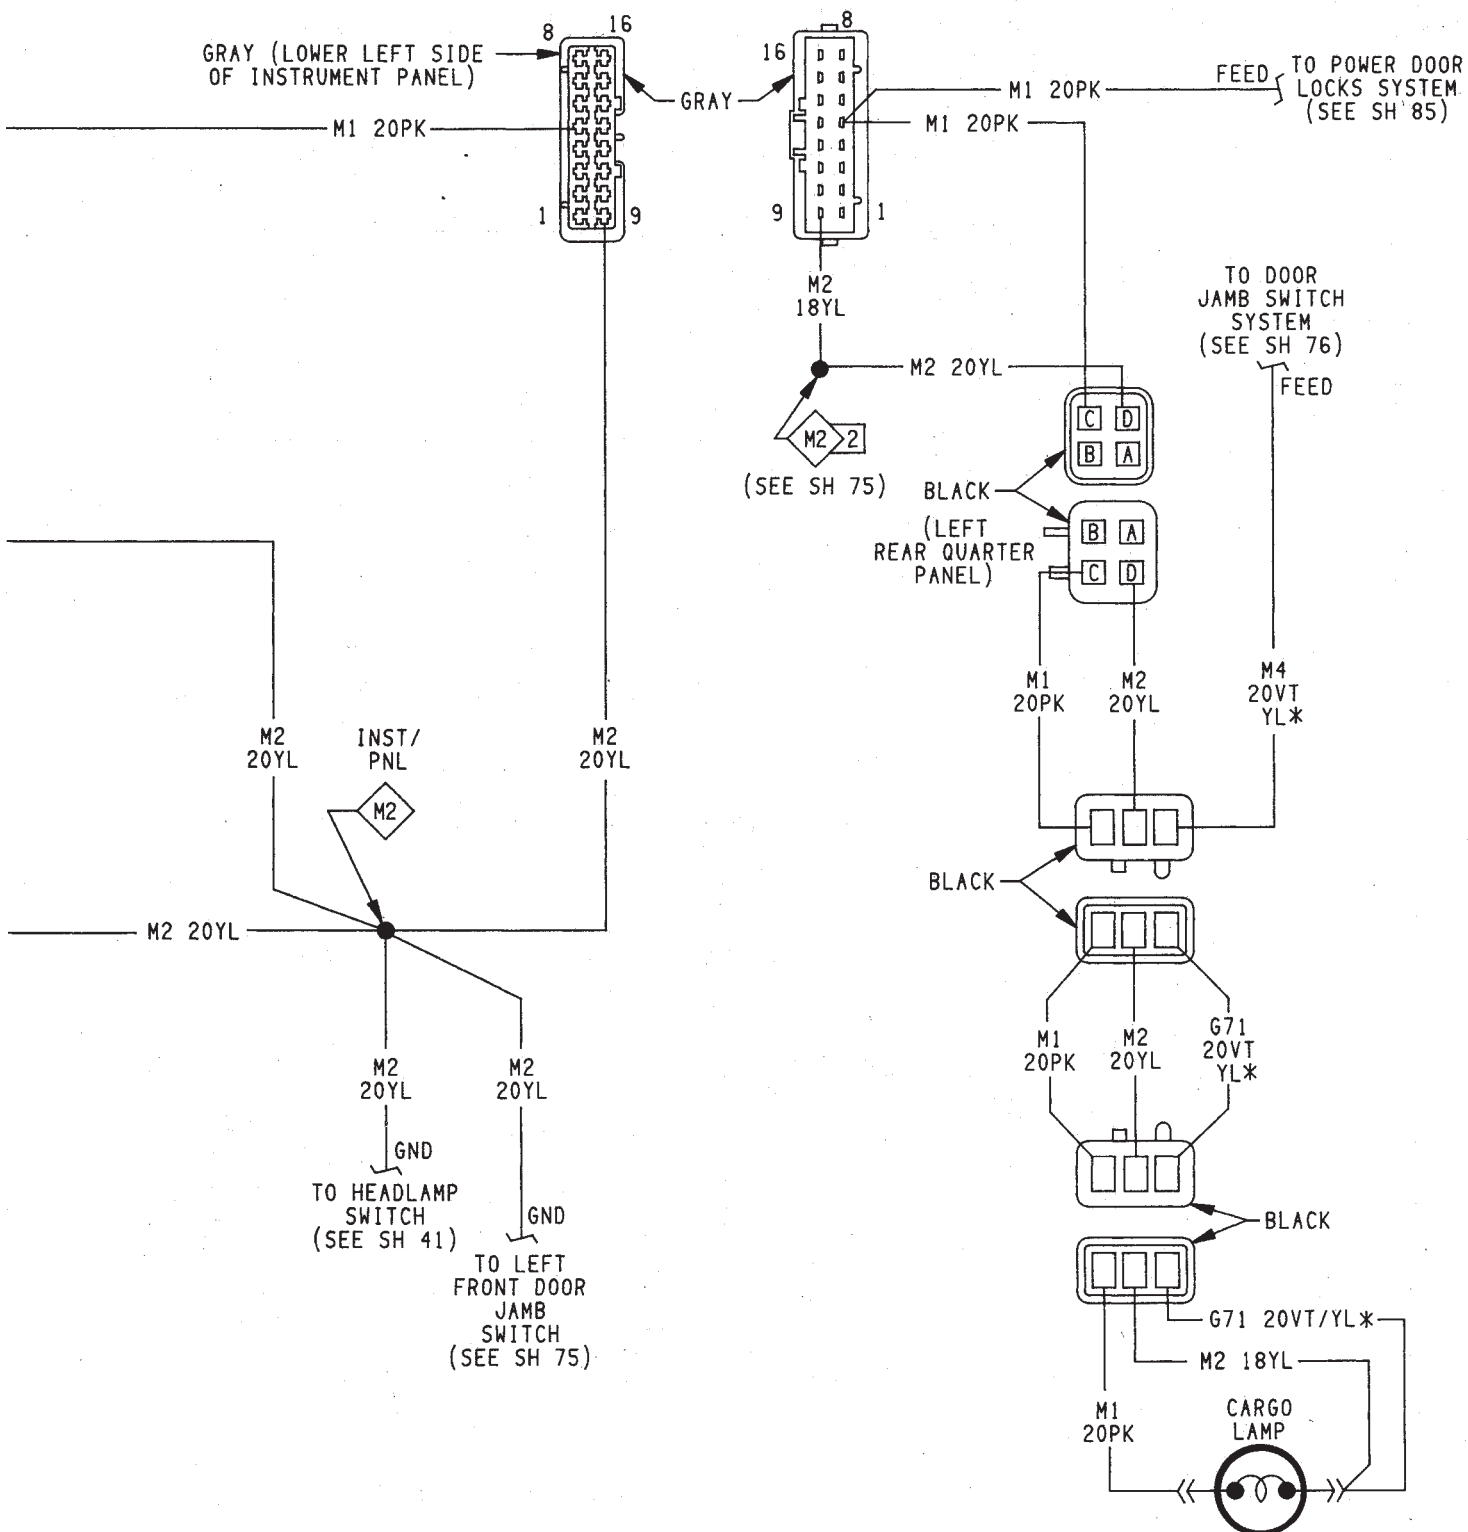 8
16
GRAY (LOWER LEFT SIDE
OF INSTRUMENT PANEL)
M1 20PK
1
9
GRAY
8
16
9
1
M1 20PK
FEED
TO POWER DOOR
LOCKS SYSTEM
(SEE SH 85)
M1 20PK
M2
18YL
M2 20YL
M2 2
(SEE SH 75)
TO DOOR
JAMB SWITCH
SYSTEM
(SEE SH 76)
FEED
C D
B A
BLACK
(LEFT
REAR QUARTER
PANEL)
B A
C D
M1
20PK
M2
20YL
M4
20VT
YL*
M2
20YL
INST/
PNL
M2
M2
20YL
BLACK
M2 20YL
M1
20PK
M2
20YL
G71
20VT
YL*
M2
20YL
M2
20YL
GND
TO HEADLAMP
SWITCH
(SEE SH 41)
GND
TO LEFT
FRONT DOOR
JAMB
SWITCH
(SEE SH 75)
BLACK
G71 20VT/YL*
M2 18YL
M1
20PK
CARGO
LAMP